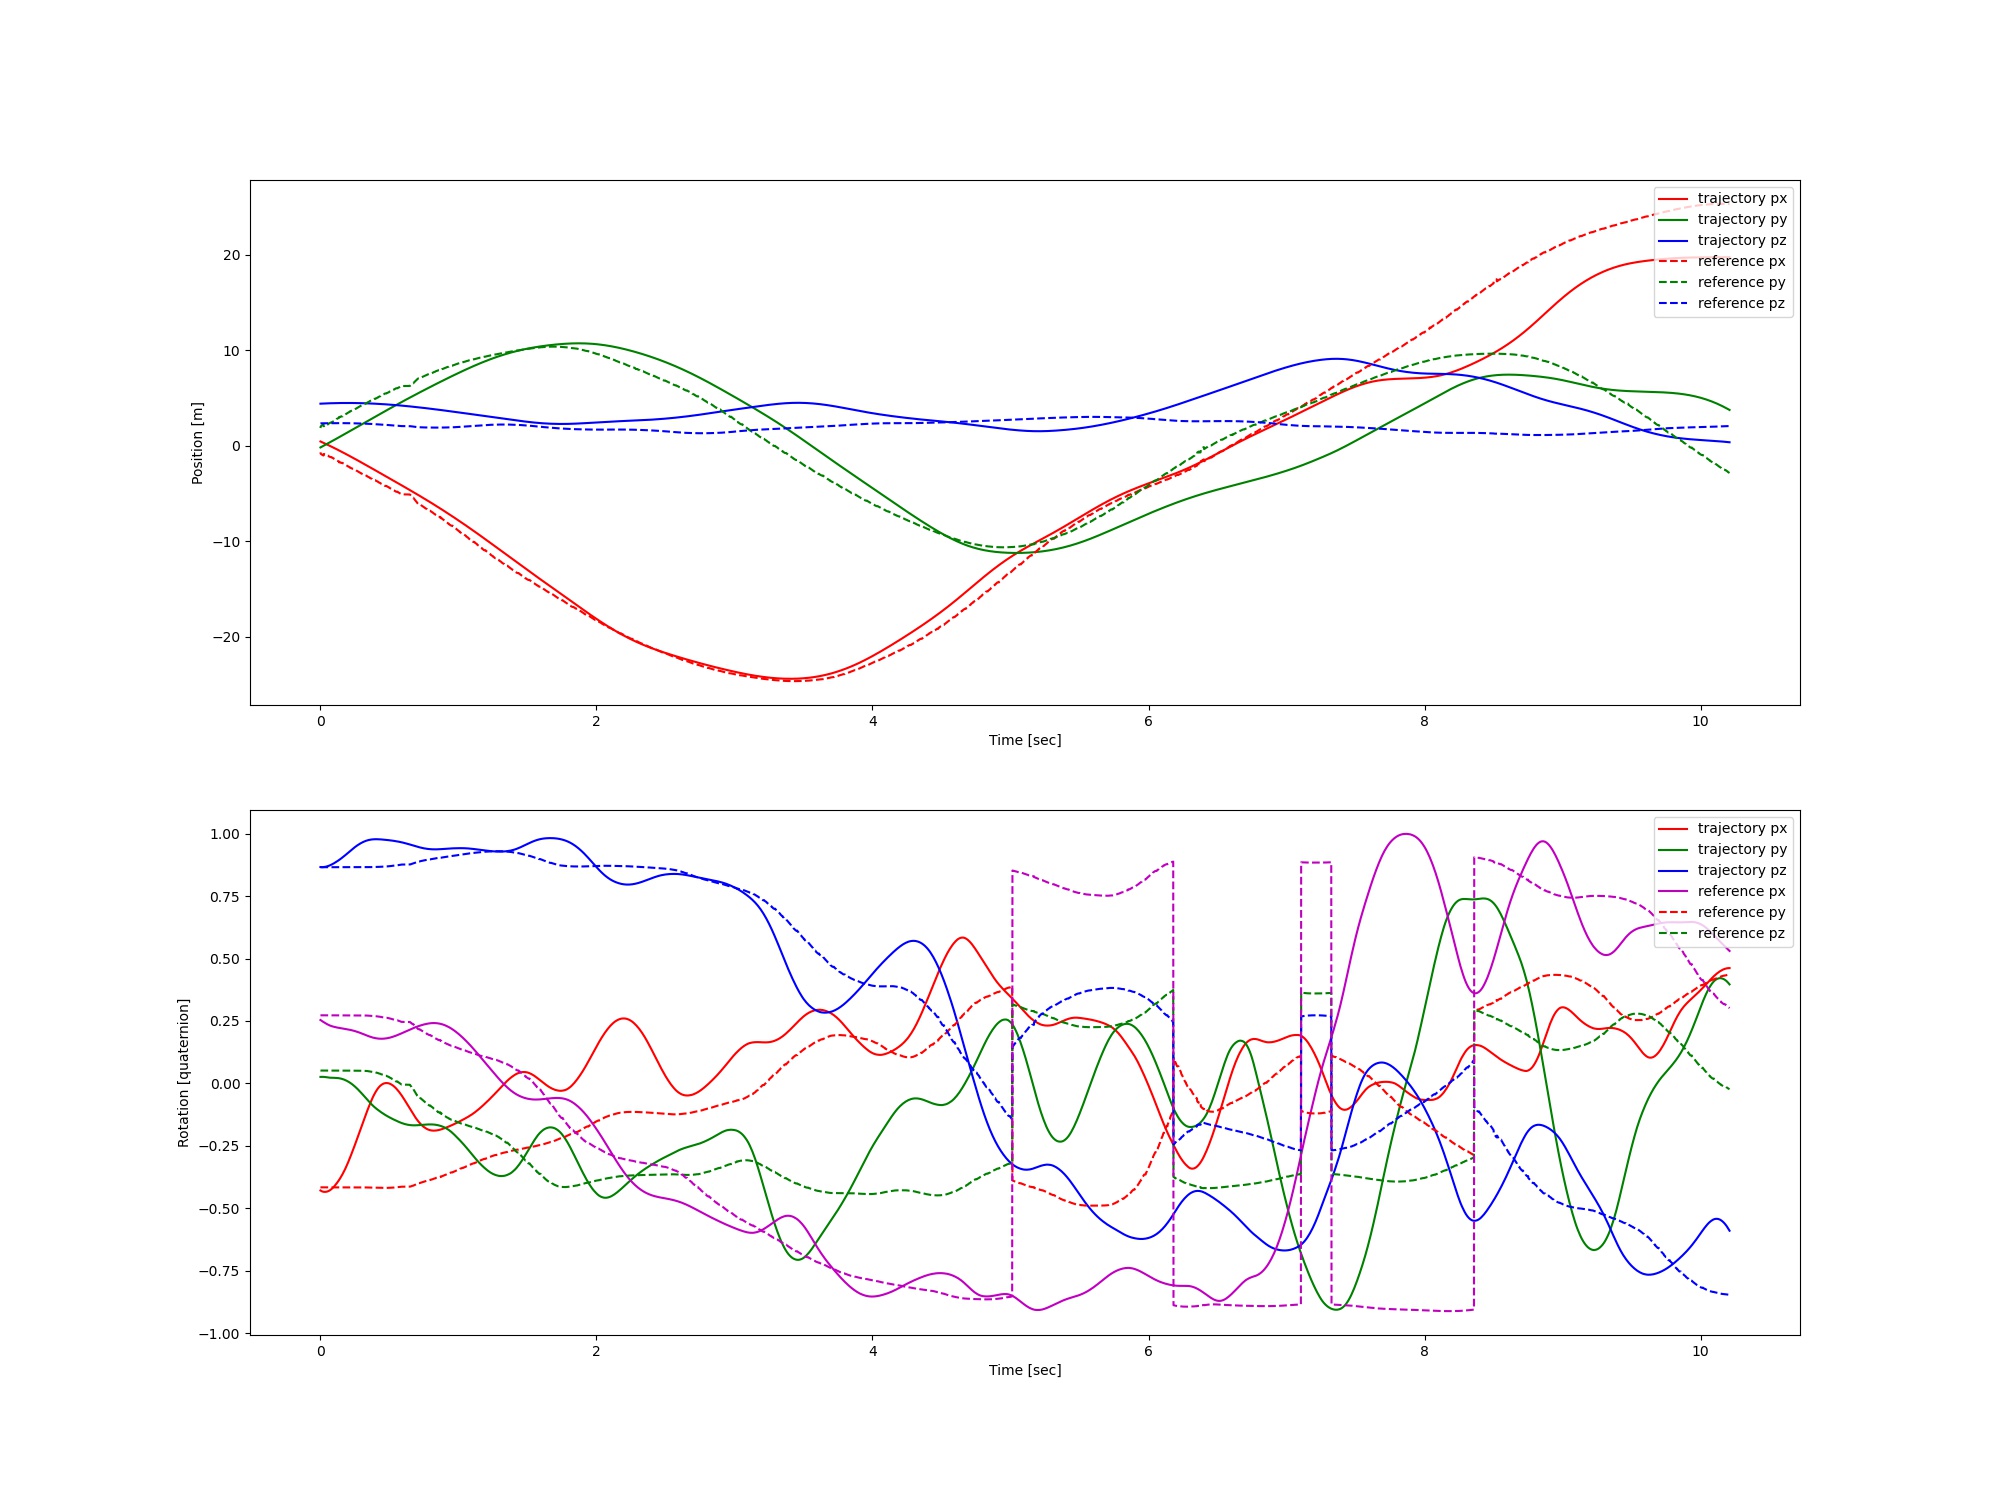 20
10
0
−10
−20
Position [m]
trajectory px
trajectory py
trajectory pz
reference px
reference py
reference pz
0 2 4 6 8 10
Time [sec]
1.00
0.75
0.50
0.25
0.00
−0.25
−0.50
−0.75
−1.00
Rotation [quaternion]
trajectory px
trajectory py
trajectory pz
reference px
reference py
reference pz
0 2 4 6 8 10
Time [sec]